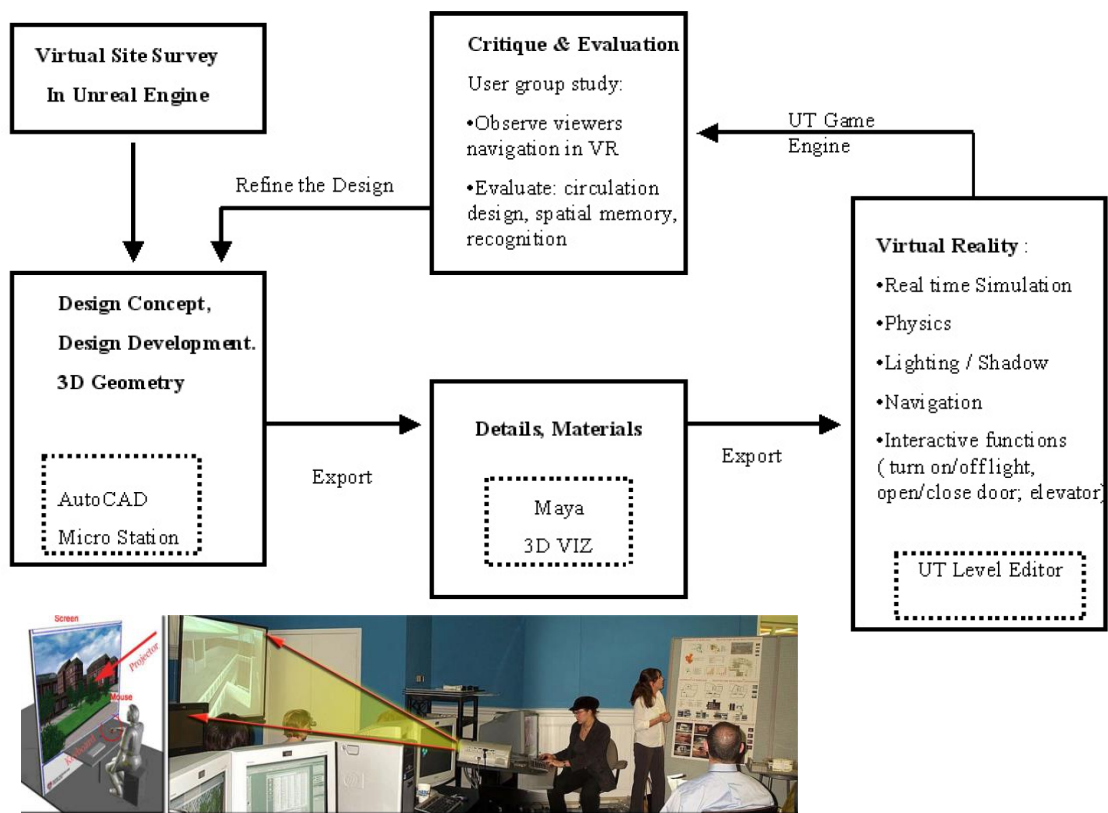 Virtual Site Survey
In Unreal Engine
Critique & Evaluation
User group study:
•Observe viewers
navigation in VR
•Evaluate: circulation
design, spatial memory,
recognition
UT Game
Engine
Refine the Design
Design Concept,
Design Development.
3D Geometry
AutoCAD
Micro Station
Export
Details, Materials
Maya
3D VIZ
Export
Virtual Reality :
•Real time Simulation
•Physics
•Lighting / Shadow
•Navigation
•Interactive functions
( turn on/off light,
open/close door; elevator)
UT Level Editor
Screen
Projector
Mouse
Keyboard